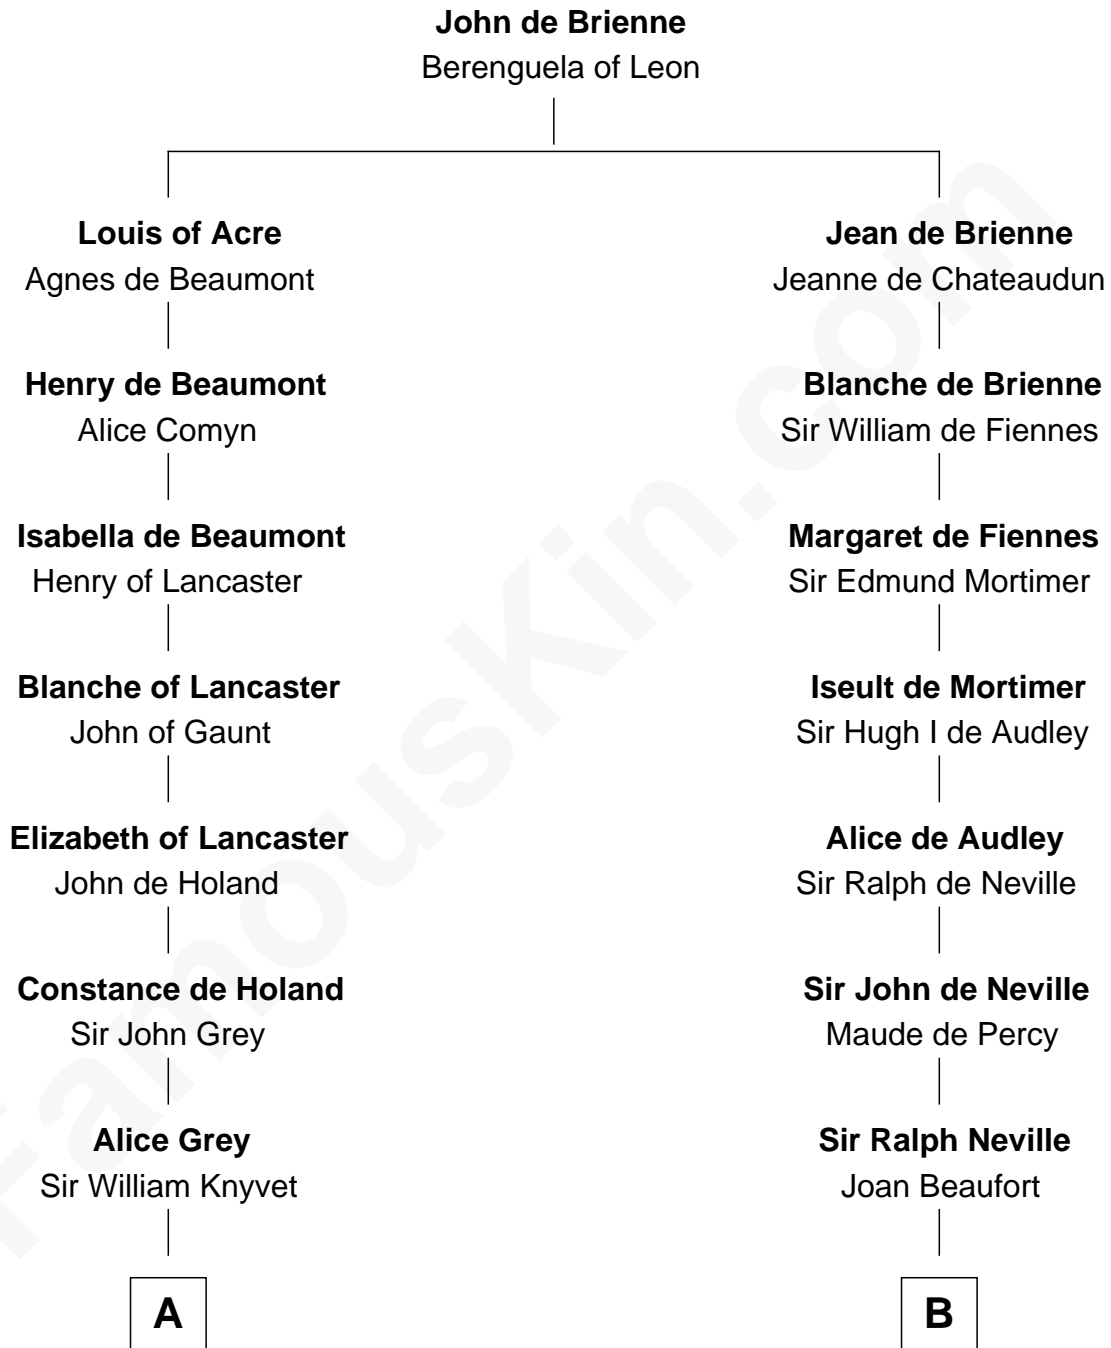 John de Brienne
Berenguela of Leon
Louis of Acre
Agnes de Beaumont
Jean de Brienne
Jeanne de Chateaudun
Henry de Beaumont
Alice Comyn
Blanche de Brienne
Sir William de Fiennes
Isabella de Beaumont
Henry of Lancaster
Margaret de Fiennes
Sir Edmund Mortimer
Blanche of Lancaster
John of Gaunt
Iseult de Mortimer
Sir Hugh I de Audley
Elizabeth of Lancaster
John de Holand
Alice de Audley
Sir Ralph de Neville
Constance de Holand
Sir John Grey
Sir John de Neville
Maude de Percy
Alice Grey
Sir William Knyvet
Sir Ralph Neville
Joan Beaufort
A
B
FamousKin.com